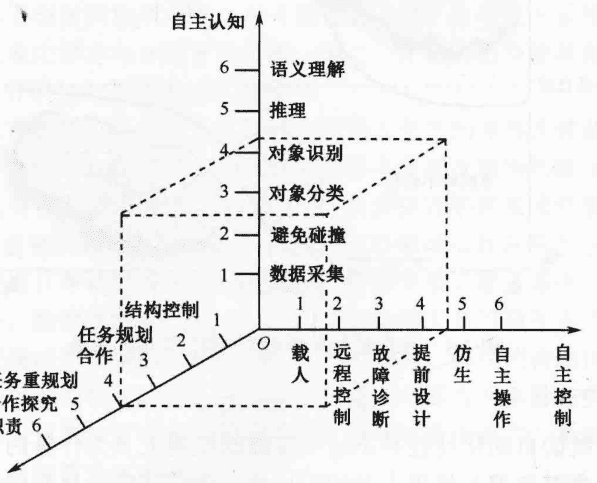 自主认知
6 语义理解
5 推理
4 对象识别
3 对象分类
2 避免碰撞
1 数据采集
O
1 2 3 4 5 6
载人
远程控制
故障诊断
提前设计
仿生
自主操作
自主控制
结构控制 1
任务规划 2
合作 3
务重规划 4
作探究 5
责 6